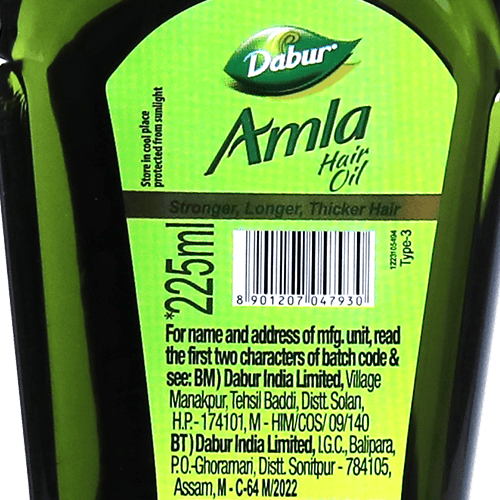 Dabur
Amla
Hair
Oil
Store in cool place
protected from sunlight
Stronger, Longer, Thicker Hair
*225ml
8 901207 047930
1223105494
Type-3
For name and address of mfg. unit, read
the first two characters of batch code &
see: BM) Dabur India Limited, Village
Manakpur, Tehsil Baddi, Distt. Solan,
H.P.- 174101, M - HIM/COS/ 09/140
BT ) Dabur India Limited, I.G.C., Balipara,
P.O.-Ghoramari, Distt. Sonitpur - 784105,
Assam, M - C-64 M/2022